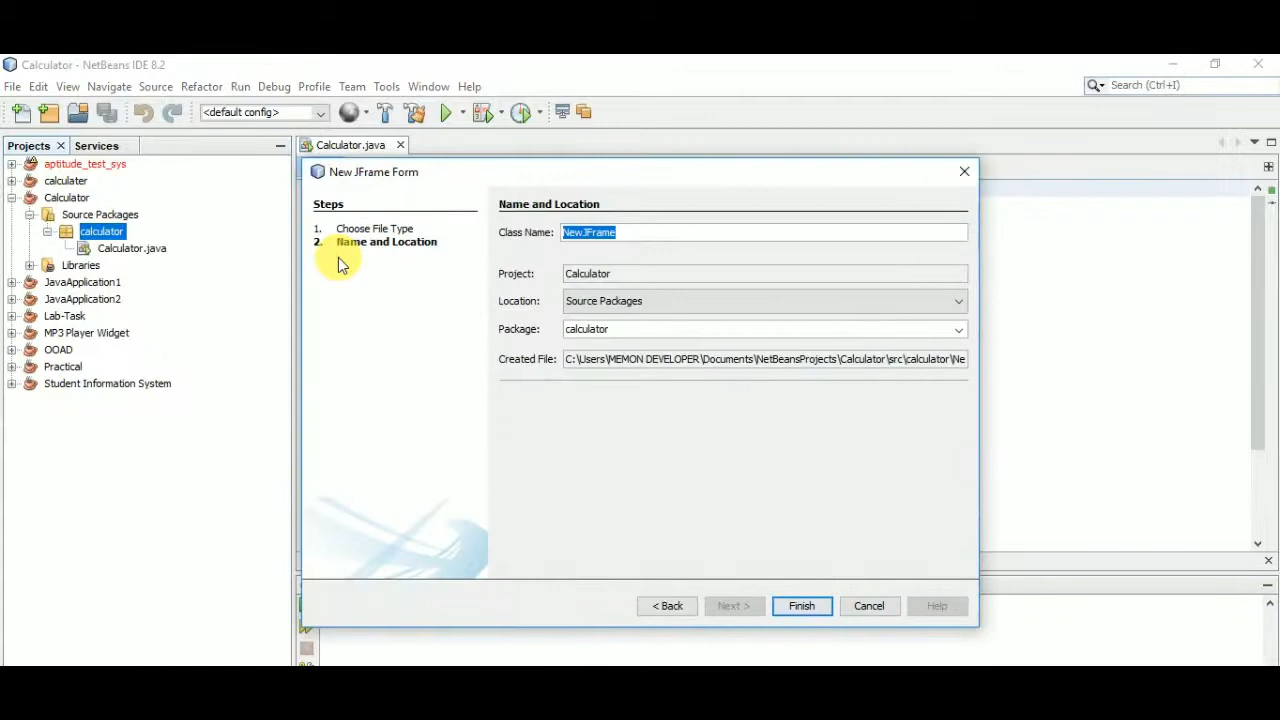 Calculator - NetBeans IDE 8.2
File Edit View Navigate Source Refactor Run Debug Profile Team Tools Window Help
Search (Ctrl+I)
<default config>
Projects Services
Calculator.java
aptitude_test_sys
calculater
Calculator
Source Packages
calculator
Calculator.java
Libraries
JavaApplication1
JavaApplication2
Lab-Task
MP3 Player Widget
OOAD
Practical
Student Information System
New JFrame Form
Steps
1. Choose File Type
2. Name and Location
Name and Location
Class Name: NewJFrame
Project: Calculator
Location: Source Packages
Package: calculator
Created File: C:\Users\MEMON DEVELOPER\Documents\NetBeansProjects\Calculator\src\calculator\Ne
< Back Next > Finish Cancel Help